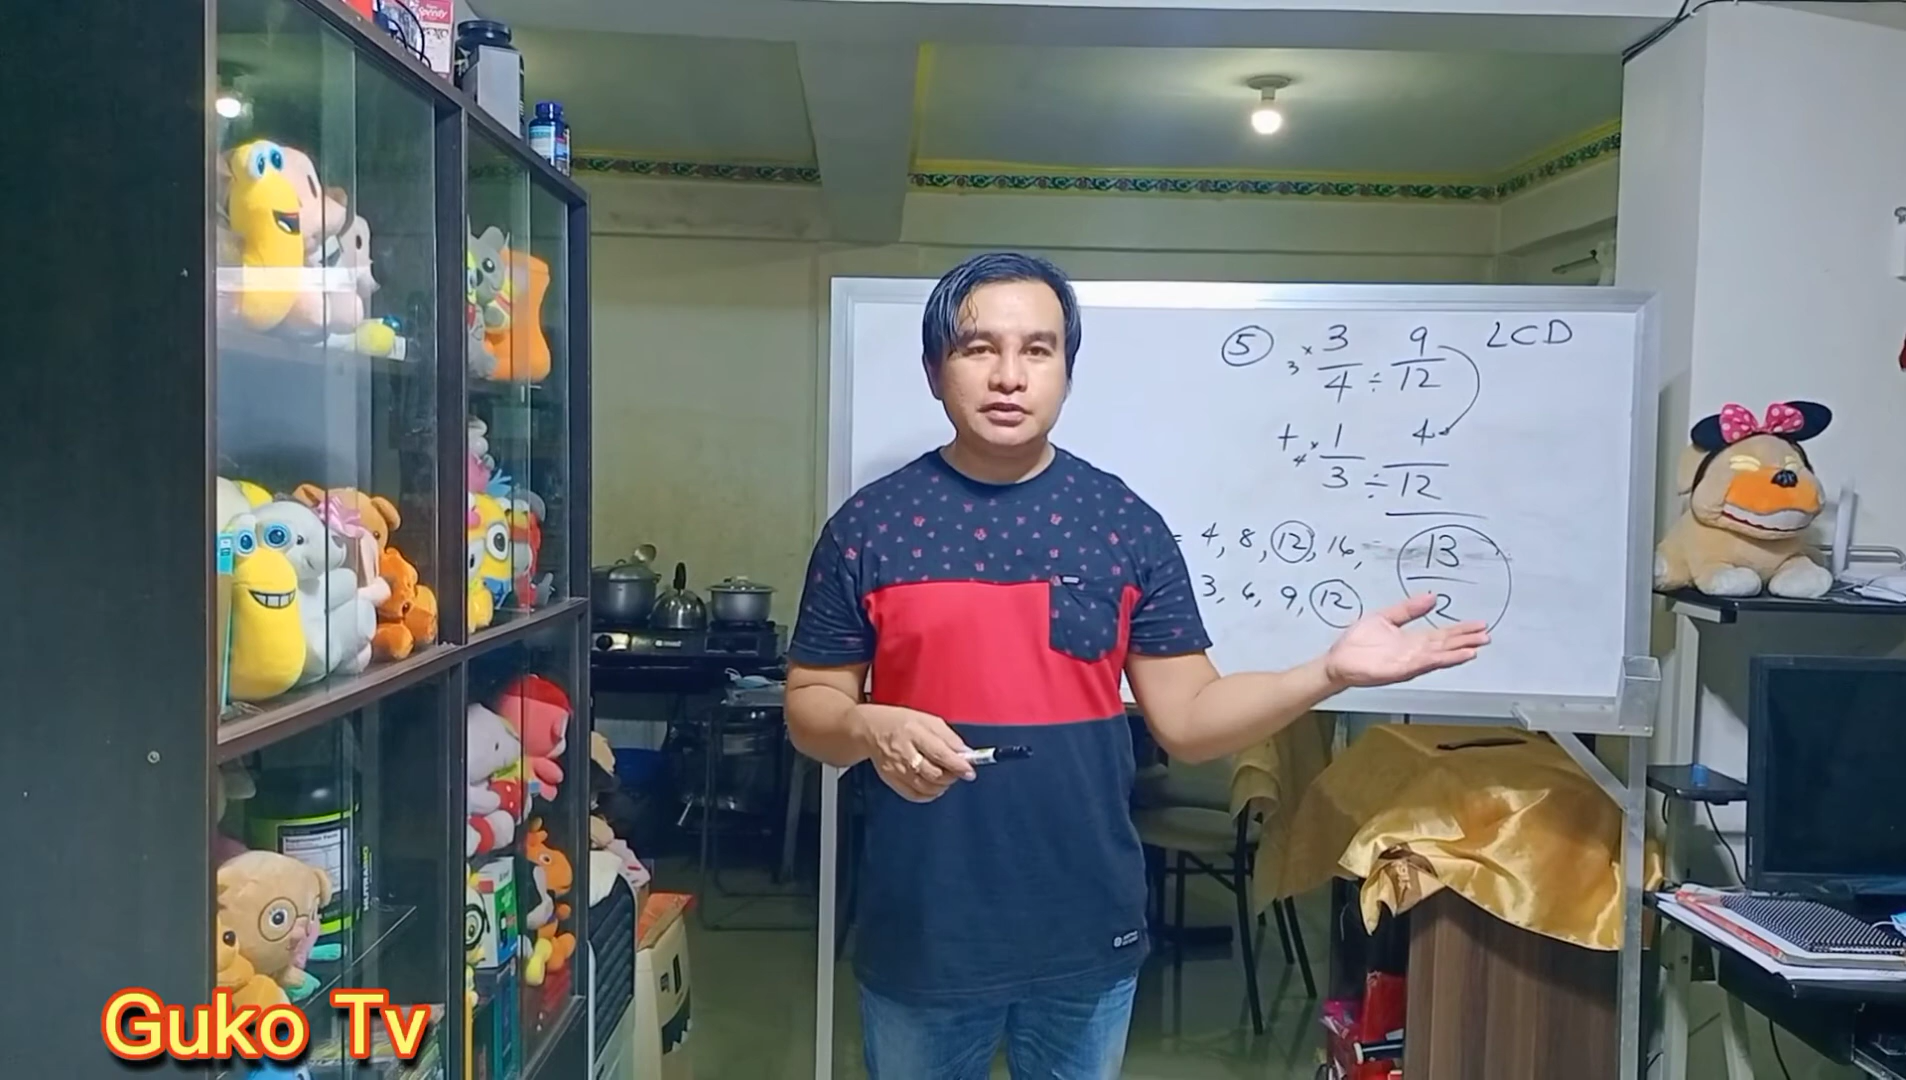 ⑤ 3 × 3/4 ÷ 9/12 LCD
+ 4 × 1/3 ÷ 4/12
= 4, 8, 12, 16,
3, 6, 9, 12
13
Guko Tv